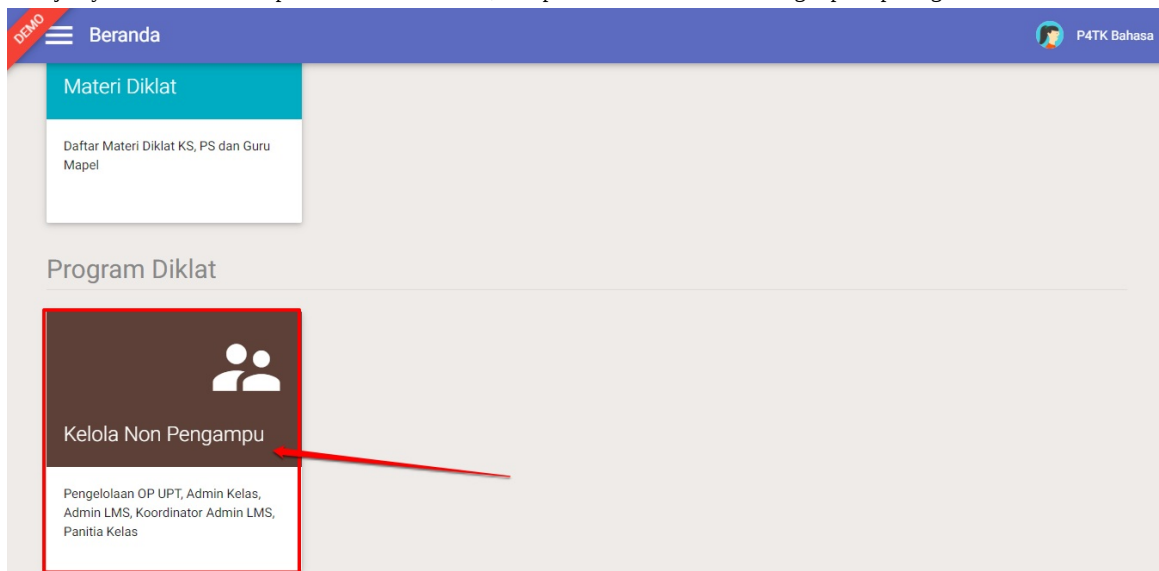 DEMO
Beranda
P4TK Bahasa
Materi Diklat
Daftar Materi Diklat KS, PS dan Guru
Mapel
Program Diklat
Kelola Non Pengampu
Pengelolaan OP UPT, Admin Kelas,
Admin LMS, Koordinator Admin LMS,
Panitia Kelas